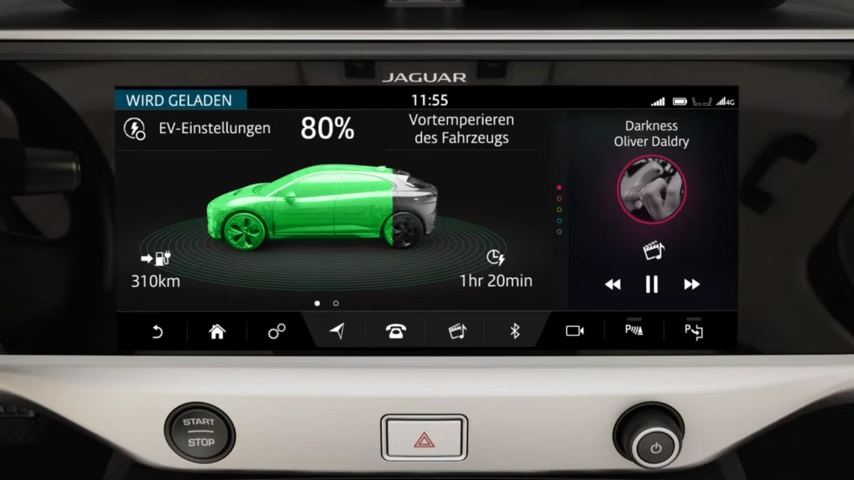 JAGUAR
WIRD GELADEN
11:55
4G
EV-Einstellungen
80%
Vortemperieren
des Fahrzeugs
Darkness
Oliver Daldry
310km
1hr 20min
START
STOP